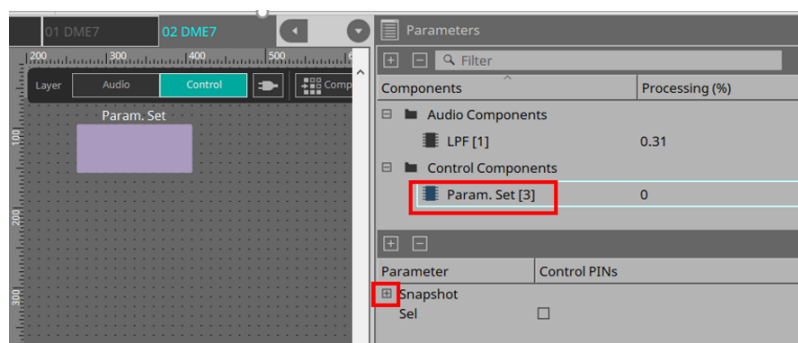 01 DME7
02 DME7
200 300 400 500
Layer Audio Control Comp
Param. Set
100
200
300
Parameters
Filter
Components Processing (%)
Audio Components
LPF [1] 0.31
Control Components
Param. Set [3] 0
Parameter Control PINs
Snapshot
Sel